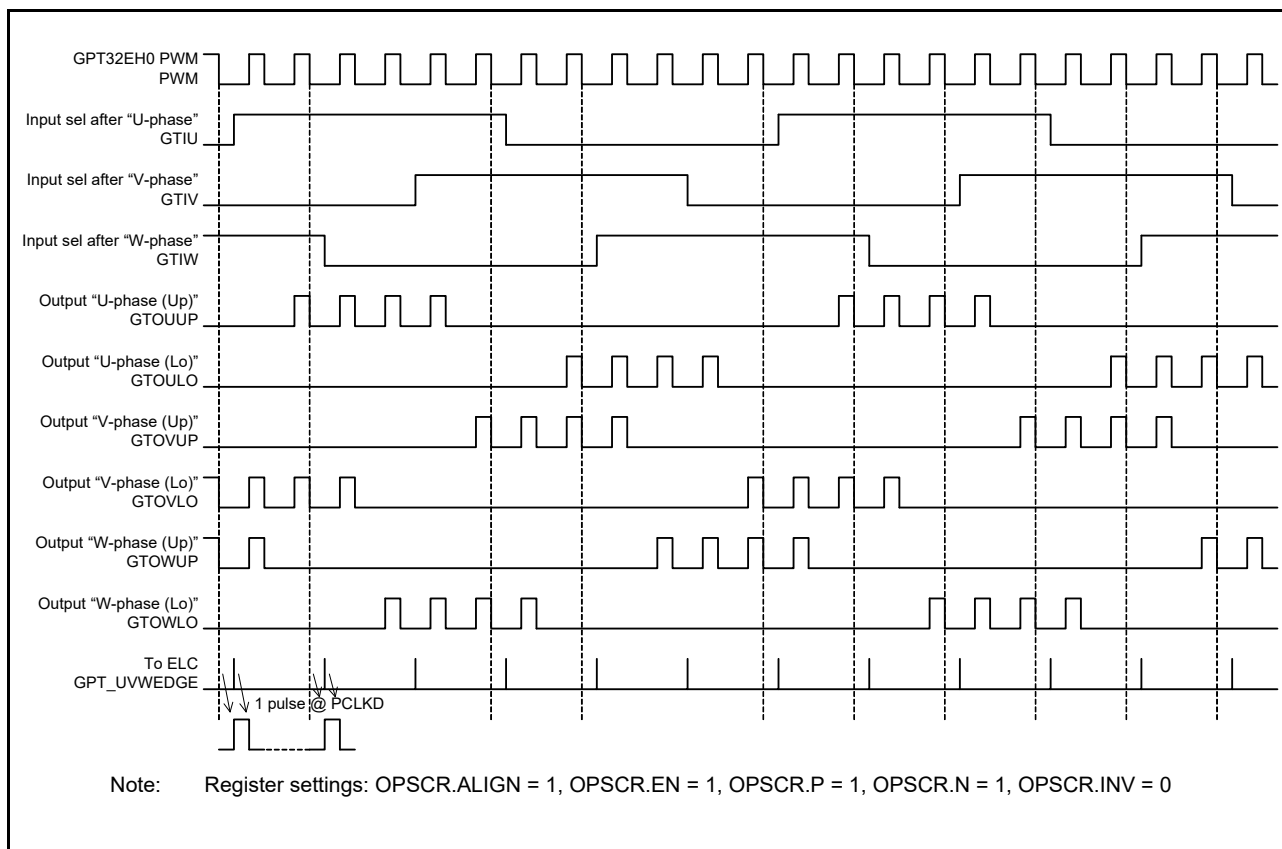 GPT32EH0 PWM
PWM
Input sel after “U-phase”
GTIU
Input sel after “V-phase”
GTIV
Input sel after “W-phase”
GTIW
Output “U-phase (Up)”
GTOUUP
Output “U-phase (Lo)”
GTOULO
Output “V-phase (Up)”
GTOVUP
Output “V-phase (Lo)”
GTOVLO
Output “W-phase (Up)”
GTOWUP
Output “W-phase (Lo)”
GTOWLO
To ELC
GPT_UVWEDGE
1 pulse @ PCLKD
Note: Register settings: OPSCR.ALIGN = 1, OPSCR.EN = 1, OPSCR.P = 1, OPSCR.N = 1, OPSCR.INV = 0